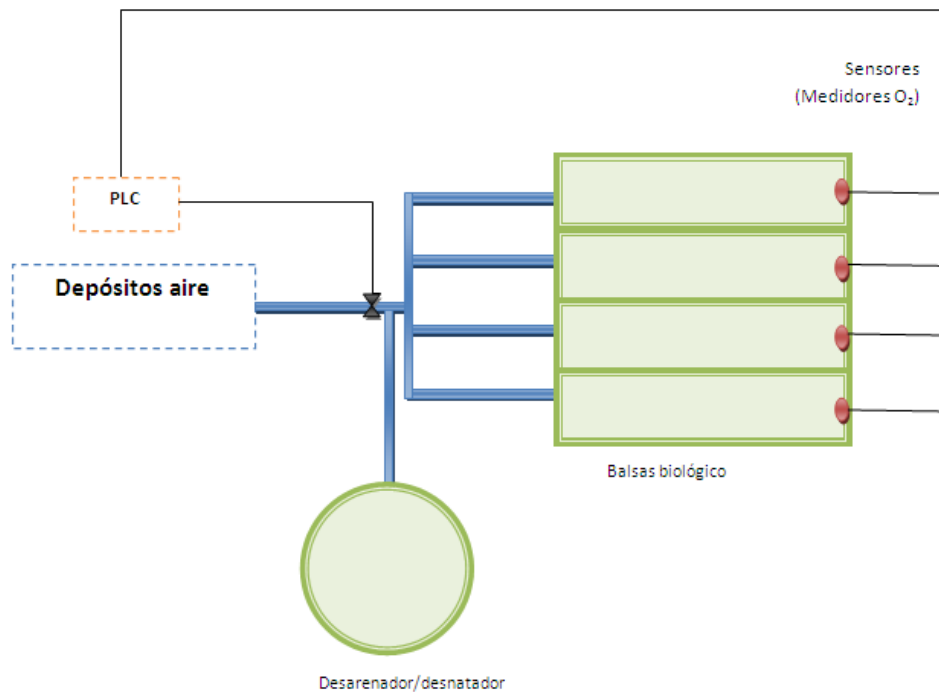 Sensores
(Medidores O₂)
PLC
Depósitos aire
Balsas biológico
Desarenador/desnatador